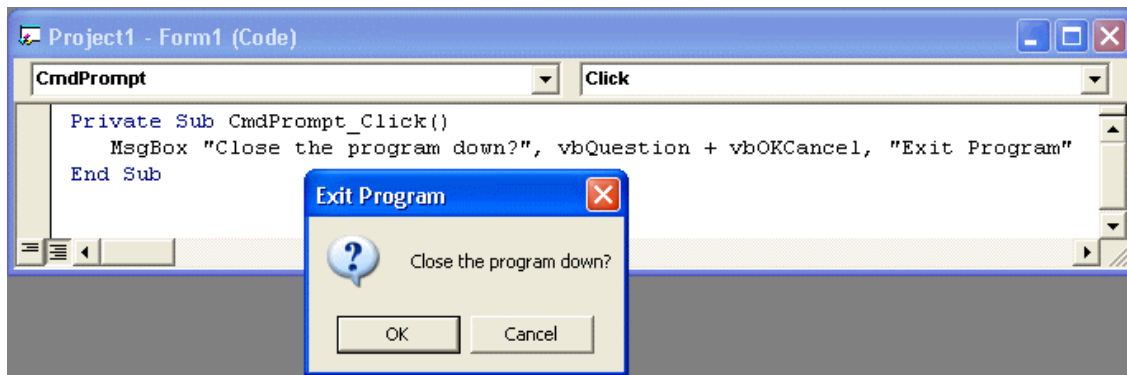 Project1 - Form1 (Code)
CmdPrompt Click
Private Sub CmdPrompt_Click()
MsgBox "Close the program down?", vbQuestion + vbOKCancel, "Exit Program"
End Sub
Exit Program
Close the program down?
OK Cancel